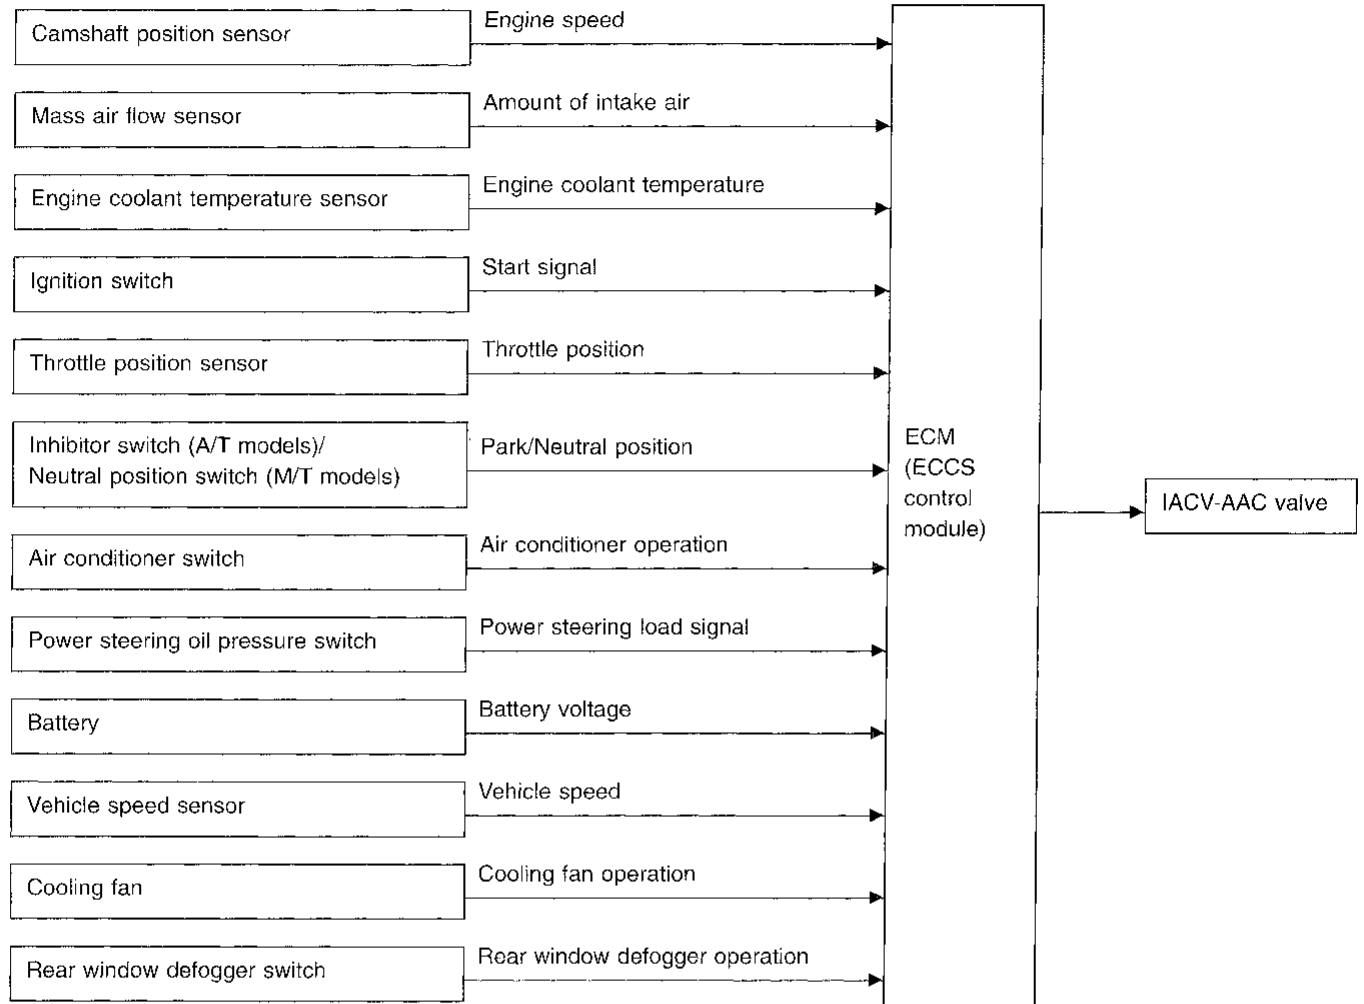 Camshaft position sensor
Engine speed
Mass air flow sensor
Amount of intake air
Engine coolant temperature sensor
Engine coolant temperature
Ignition switch
Start signal
Throttle position sensor
Throttle position
Inhibitor switch (A/T models)/
Neutral position switch (M/T models)
Park/Neutral position
Air conditioner switch
Air conditioner operation
Power steering oil pressure switch
Power steering load signal
Battery
Battery voltage
Vehicle speed sensor
Vehicle speed
Cooling fan
Cooling fan operation
Rear window defogger switch
Rear window defogger operation
ECM
(ECCS
control
module)
IACV-AAC valve